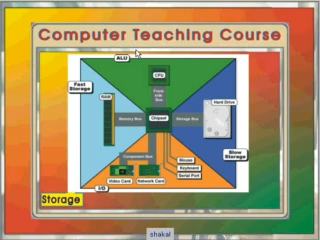 Computer Teaching Course
ALU
CPU
Fast
Storage
Front
side
Bus
RAM
Hard Drive
Memory Bus
Chipset
Storage Bus
Slow
Storage
Component Bus
Mouse
Keyboard
Serial Port
Video Card
Network Card
I/O
Storage
shakal